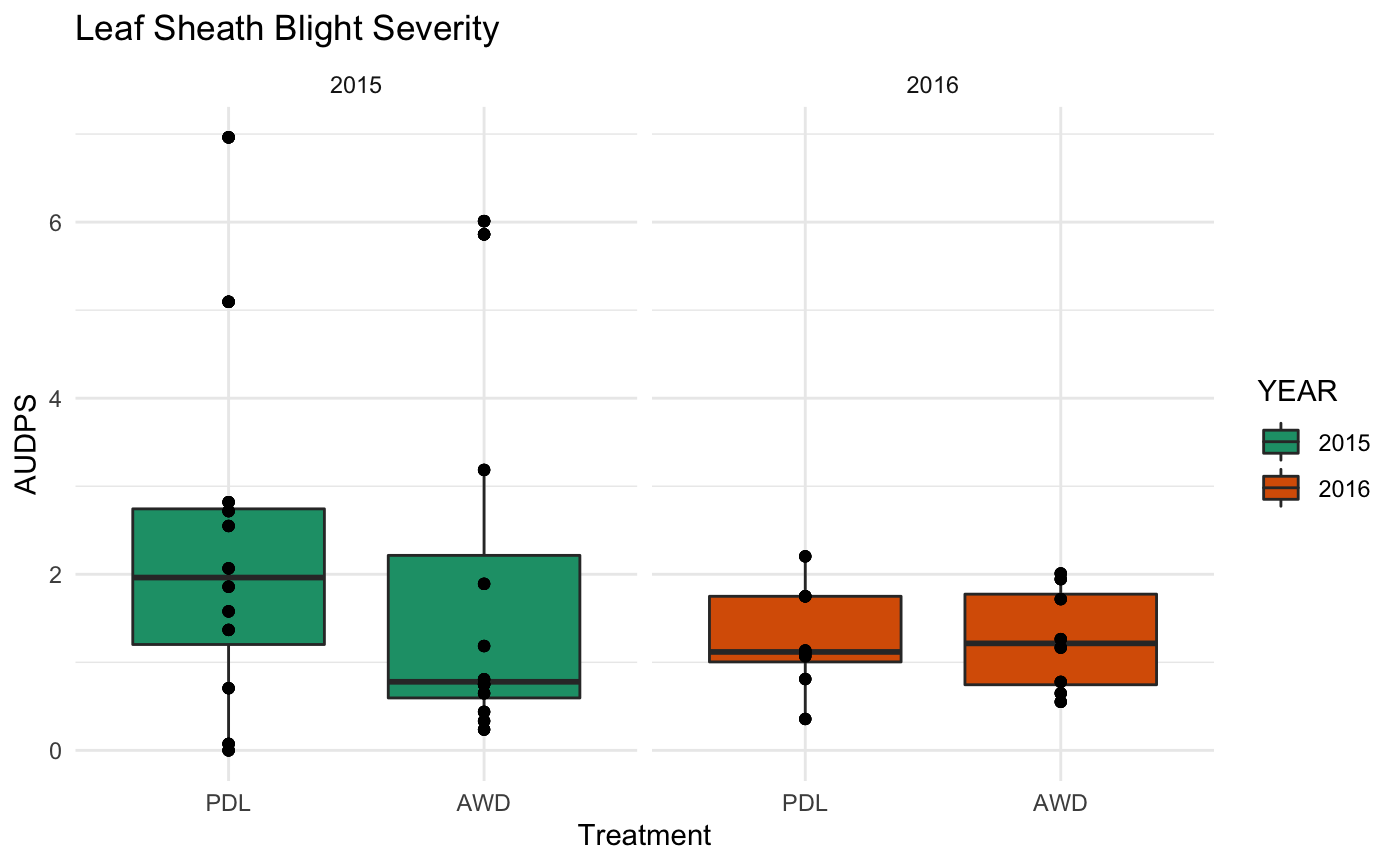 Leaf Sheath Blight Severity
2015 2016
6
4
2
0
AUDPS
PDL AWD PDL AWD
Treatment
YEAR
2015
2016